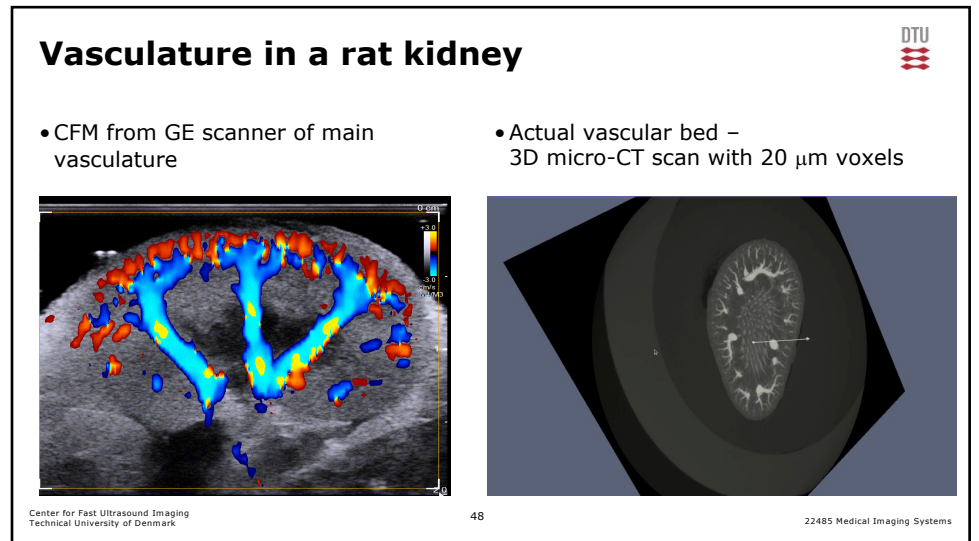 Vasculature in a rat kidney
DTU
• CFM from GE scanner of main
vasculature
• Actual vascular bed –
3D micro-CT scan with 20 μm voxels
0 cm
+3.0
-3.0
cm/s
2.0
Center for Fast Ultrasound Imaging
Technical University of Denmark
48
22485 Medical Imaging Systems